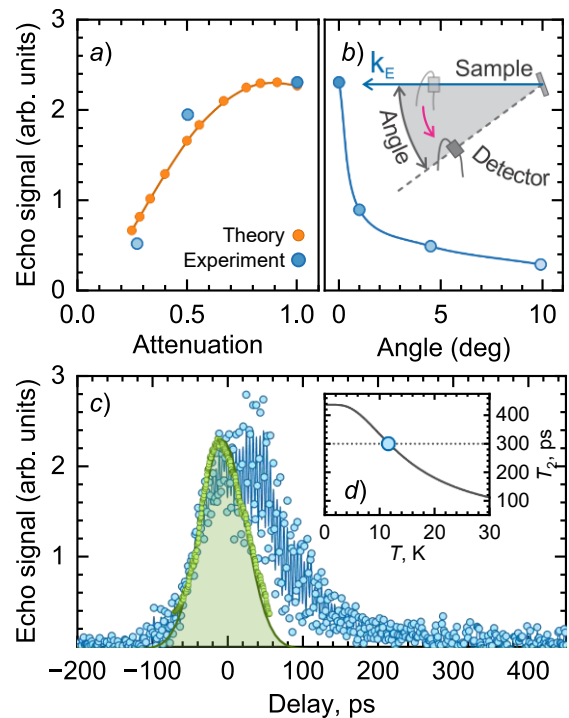 a)
Echo signal (arb. units)
3
2
1
0
0.0 0.5 1.0
Attenuation
Theory
Experiment
b)
k_E
Sample
Angle
Detector
0 5 10
Angle (deg)
c)
Echo signal (arb. units)
3
2
1
−200 −100 0 100 200 300 400
Delay, ps
d)
400
300
200
100
T₂, ps
0 10 20 30
T, K